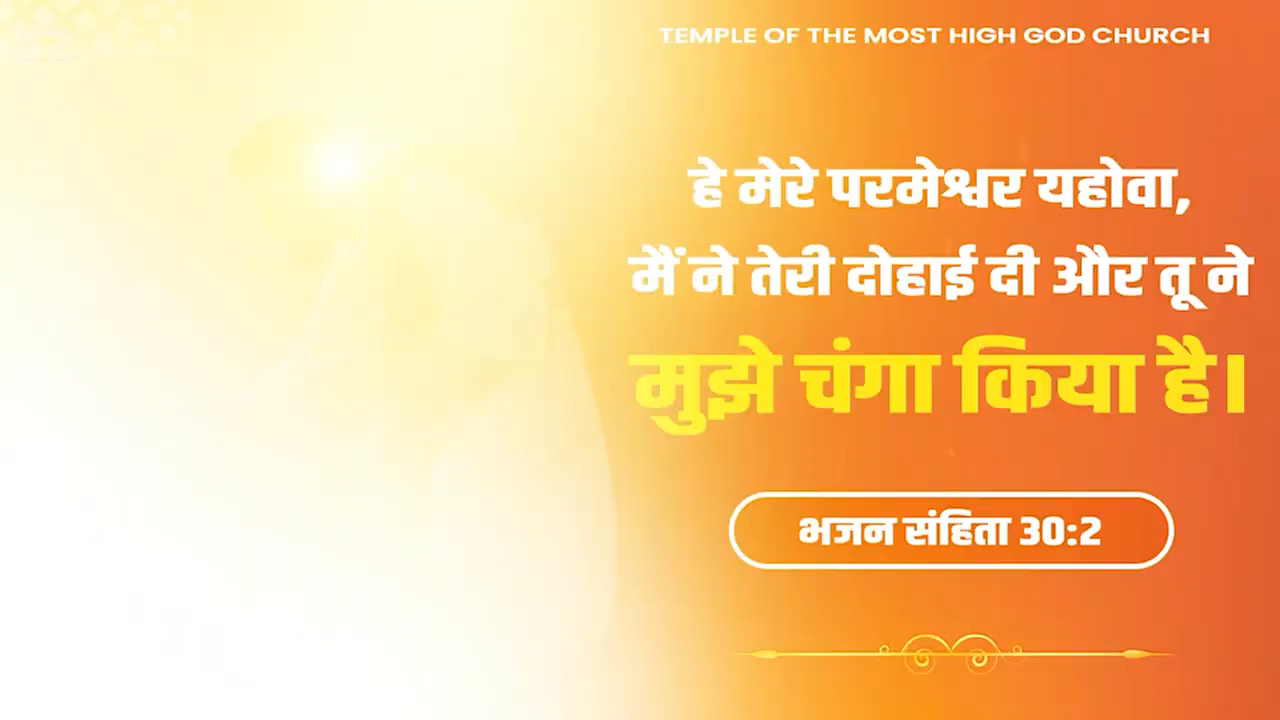 TEMPLE OF THE MOST HIGH GOD CHURCH
हे मेरे परमेश्वर यहोवा,
मैं ने तेरी दोहाई दी और तू ने
मुझे चंगा किया है।
भजन संहिता 30:2